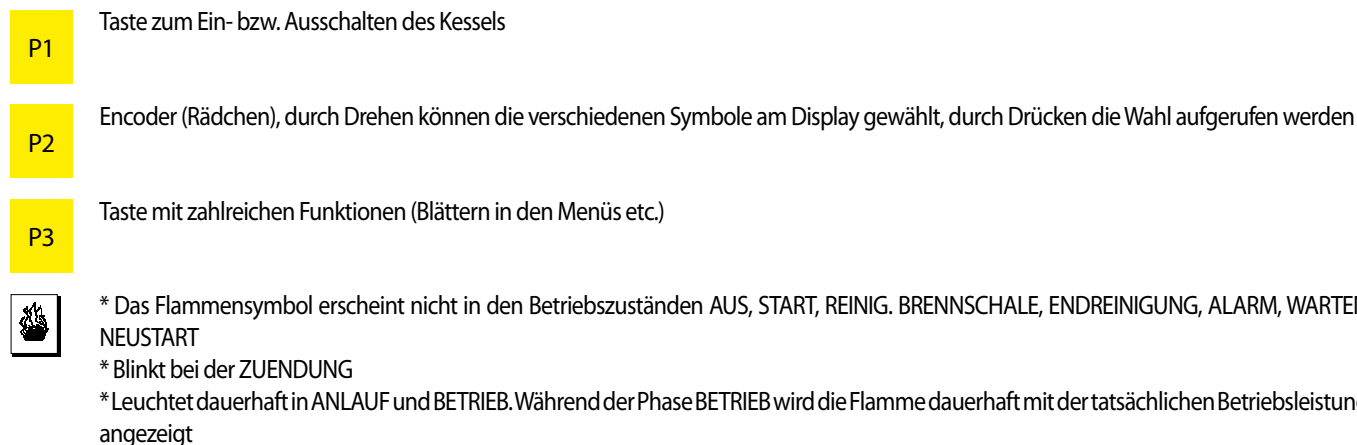 Taste zum Ein- bzw. Ausschalten des Kessels
P1
Encoder (Rädchen), durch Drehen können die verschiedenen Symbole am Display gewählt, durch Drücken die Wahl aufgerufen werden
P2
Taste mit zahlreichen Funktionen (Blättern in den Menüs etc.)
P3
* Das Flammensymbol erscheint nicht in den Betriebszuständen AUS, START, REINIG. BRENNSCHALE, ENDREINIGUNG, ALARM,
NEUSTART
* Blinkt bei der ZUENDUNG
* Leuchtet dauerhaft in ANLAUF und BETRIEB. Während der Phase BETRIEB wird die Flamme dauerhaft mit der tatsächlichen
angezeigt